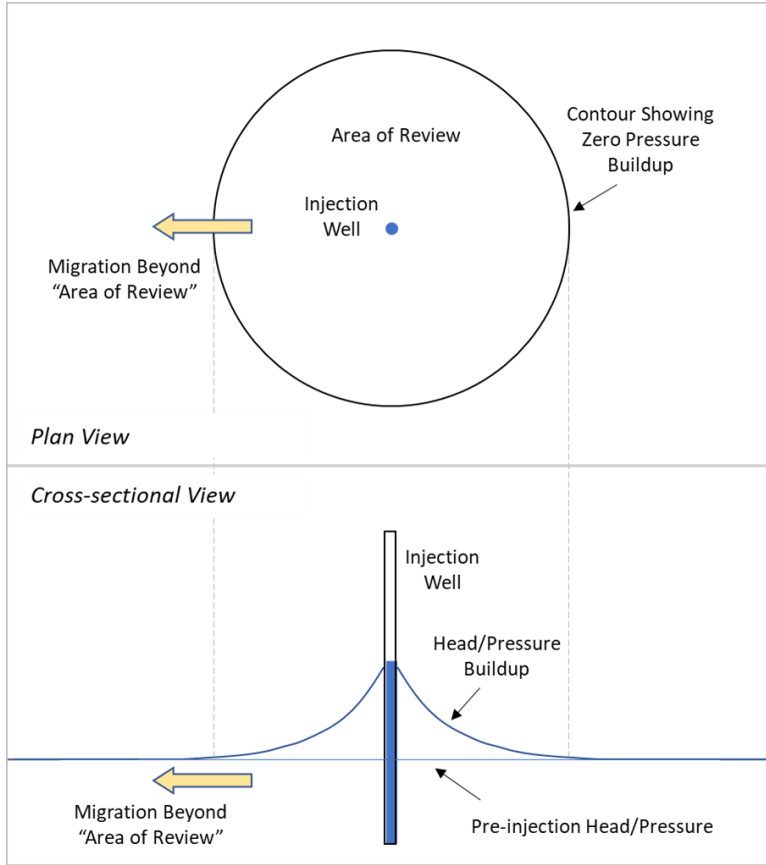 Area of Review
Contour Showing
Zero Pressure
Buildup
Injection
Well
Migration Beyond
“Area of Review”
Plan View
Cross-sectional View
Injection
Well
Head/Pressure
Buildup
Migration Beyond
“Area of Review”
Pre-injection Head/Pressure